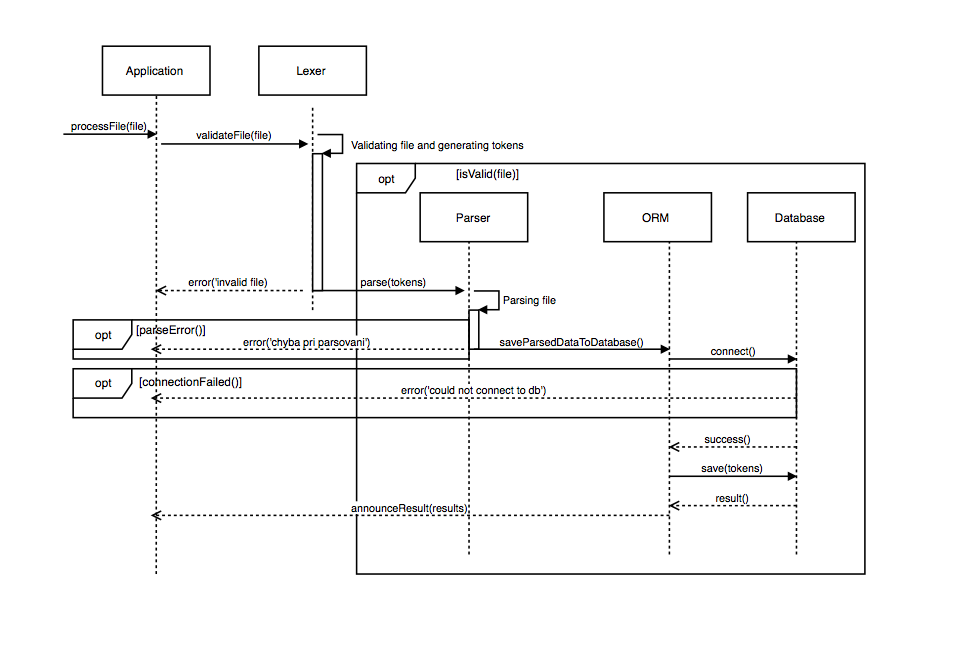 Application
Lexer
processFile(file)
validateFile(file)
Validating file and generating tokens
opt
[isValid(file)]
Parser
ORM
Database
error('invalid file)
parse(tokens)
Parsing file
opt
[parseError()]
error('chyba pri parsovani')
saveParsedDataToDatabase()
connect()
opt
[connectionFailed()]
error('could not connect to db')
success()
save(tokens)
result()
announceResult(results)